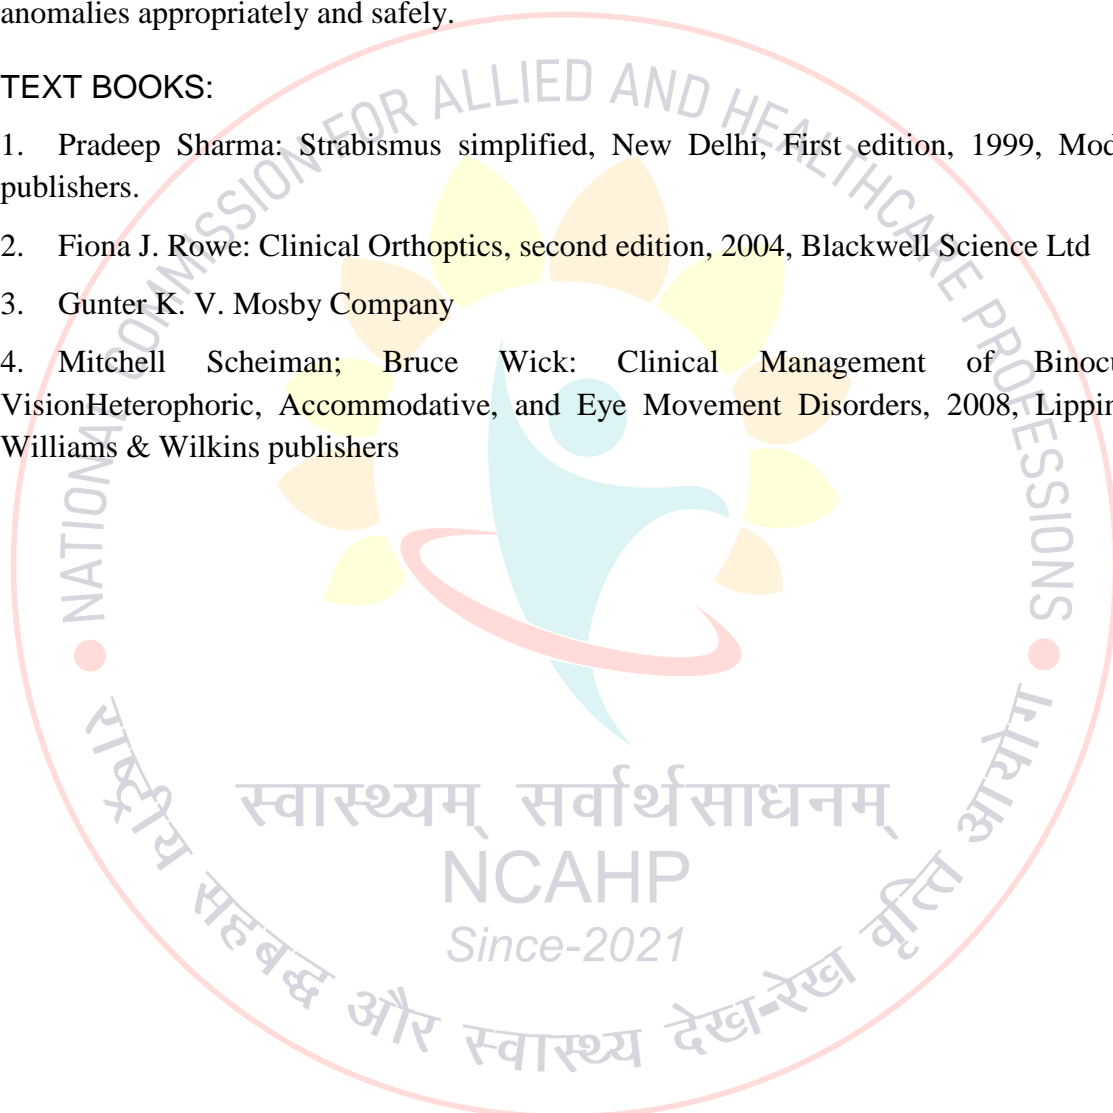 anomalies appropriately and safely.
TEXT BOOKS:
1. Pradeep Sharma: Strabismus simplified, New Delhi, First edition, 1999, Mod
publishers.
2. Fiona J. Rowe: Clinical Orthoptics, second edition, 2004, Blackwell Science Ltd
3. Gunter K. V. Mosby Company
4. Mitchell Scheiman; Bruce Wick: Clinical Management of Binocu
VisionHeterophoric, Accommodative, and Eye Movement Disorders, 2008, Lippin
Williams & Wilkins publishers
NATIONAL COMMISSION FOR ALLIED AND HEALTHCARE PROFESSIONS
स्वास्थ्यम् सर्वार्थसाधनम्
NCAHP
Since-2021
राष्ट्रीय सहबद्ध और स्वास्थ्य देख-रेख वृत्ति आयोग